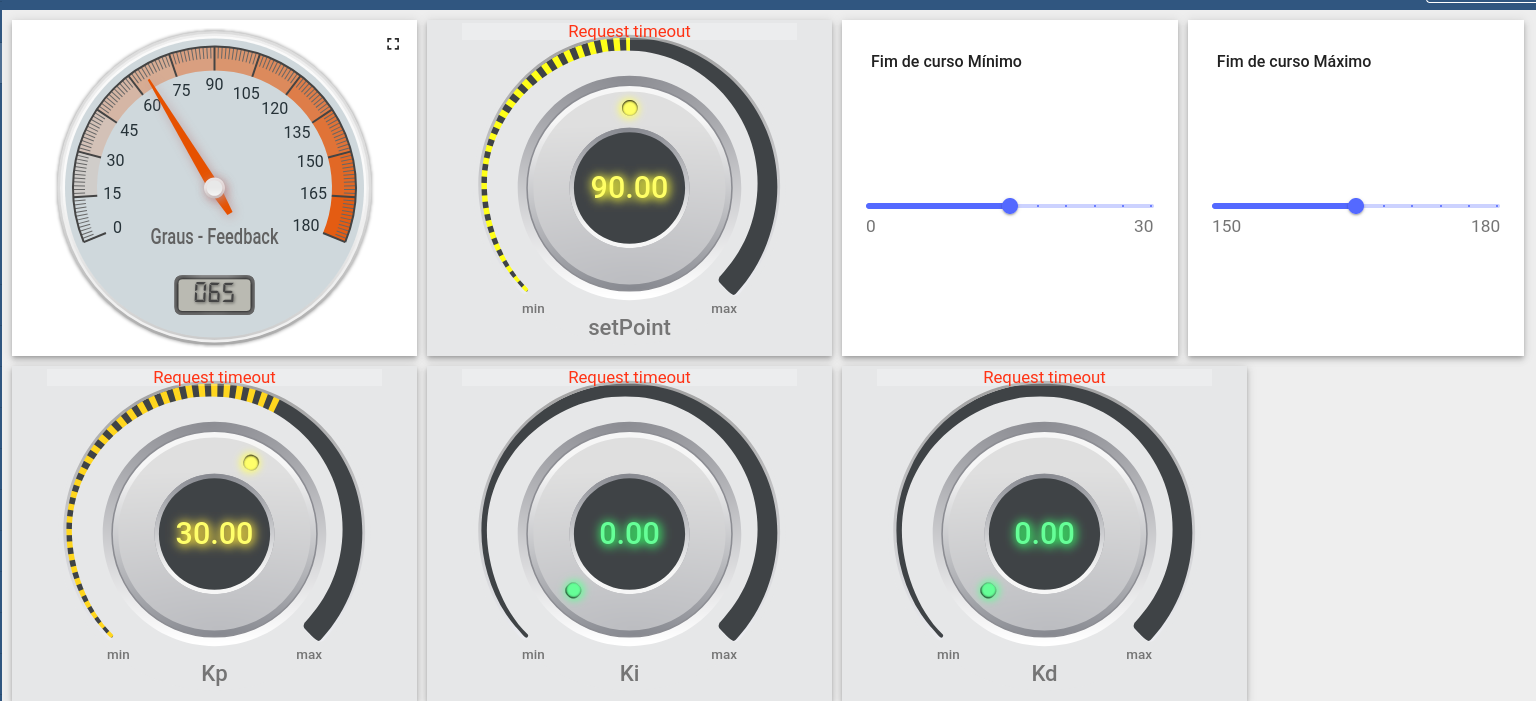 0
15
30
45
60
75
90
105
120
135
150
165
180
Graus - Feedback
065
Request timeout
90.00
min
max
setPoint
Fim de curso Mínimo
0
30
Fim de curso Máximo
150
180
Request timeout
30.00
min
max
Kp
Request timeout
0.00
min
max
Ki
Request timeout
0.00
min
max
Kd